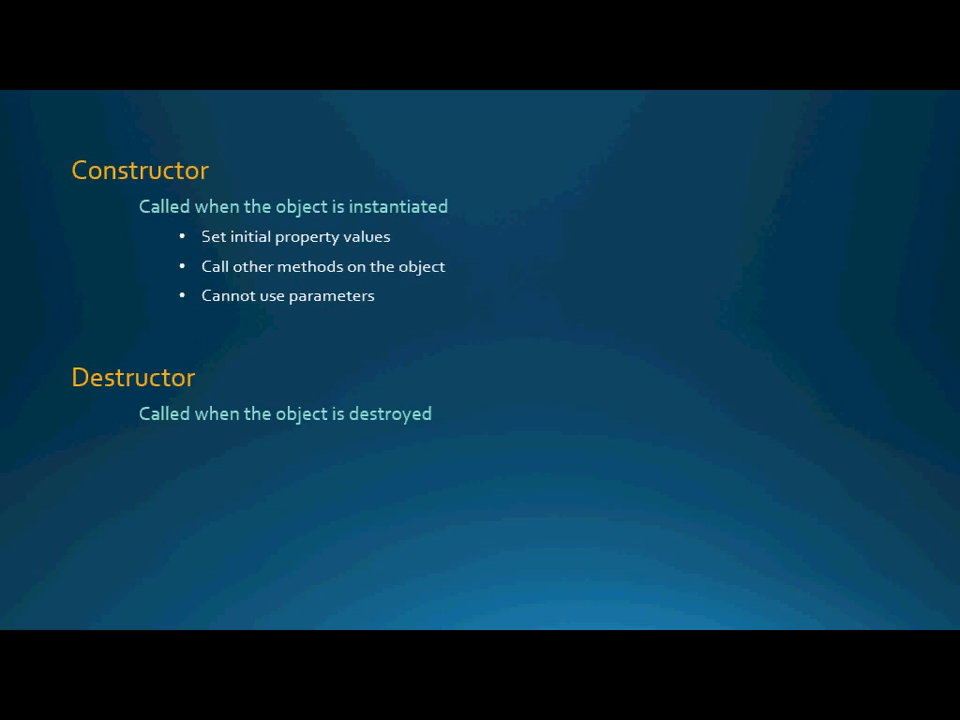 Constructor
Called when the object is instantiated
• Set initial property values
• Call other methods on the object
• Cannot use parameters
Destructor
Called when the object is destroyed